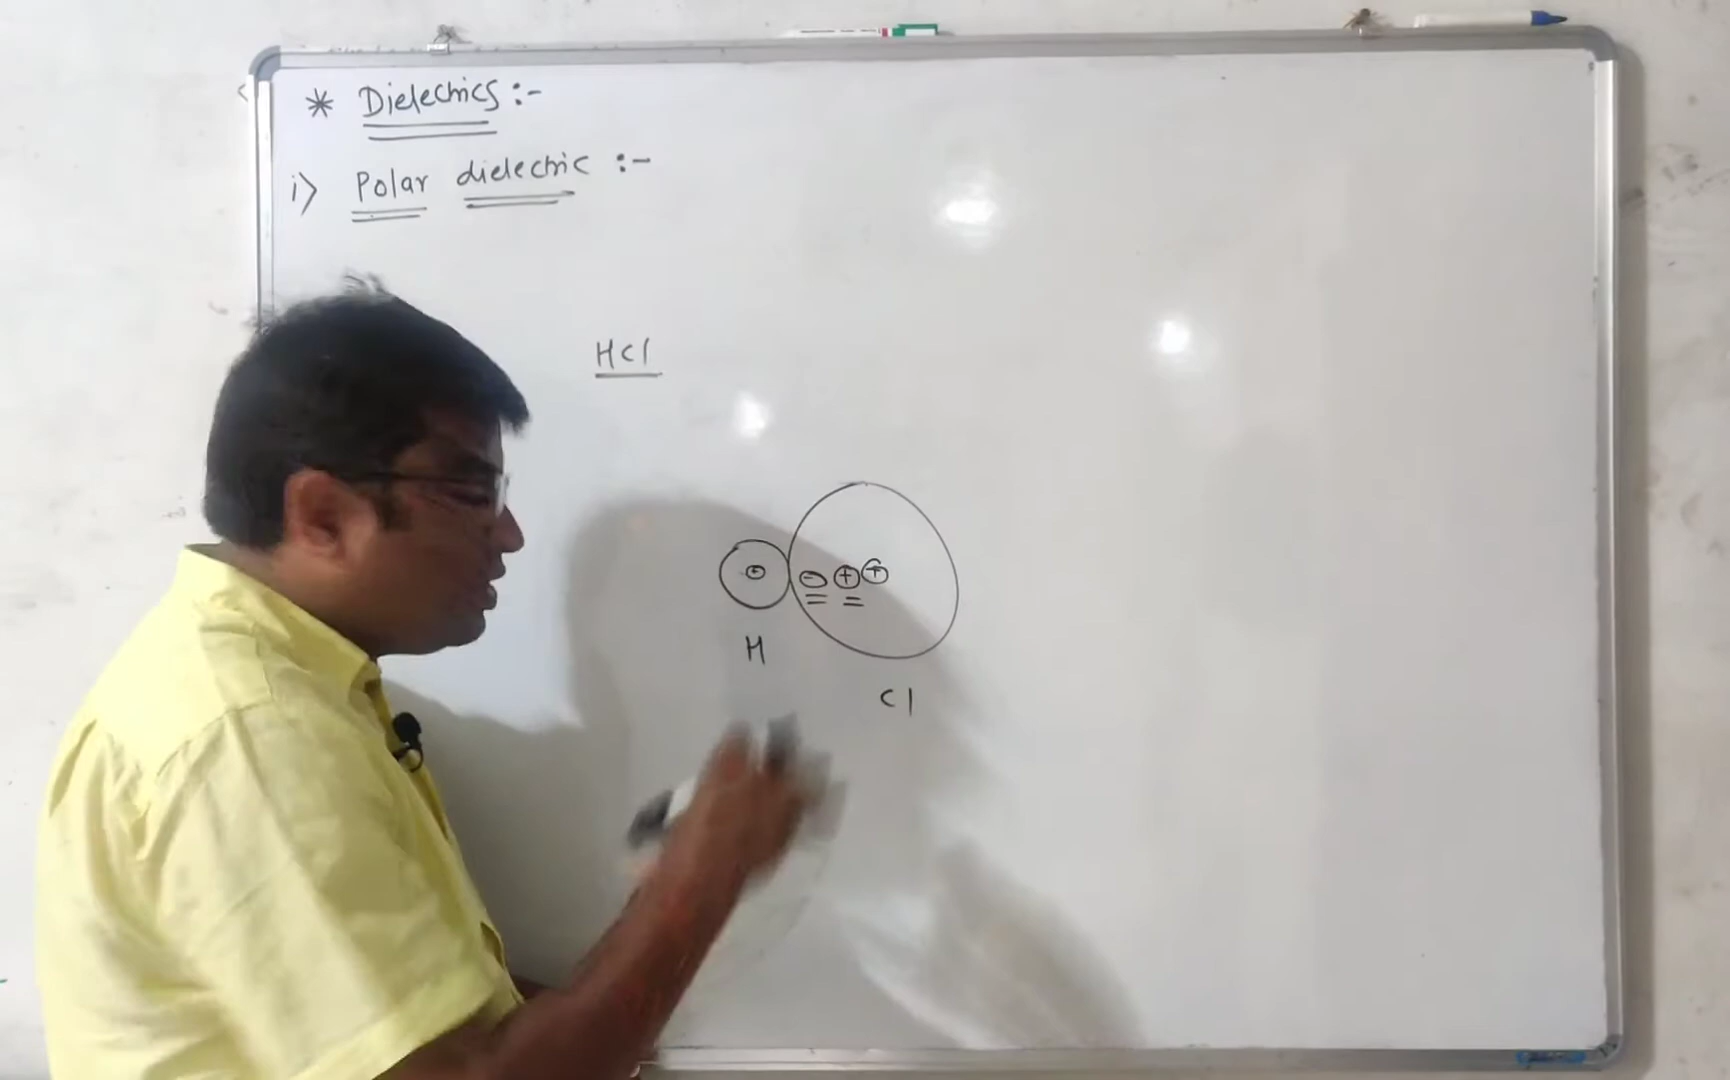 * Dielectrics :-
i> Polar dielectric :-
HCl
+
- + +
H
Cl